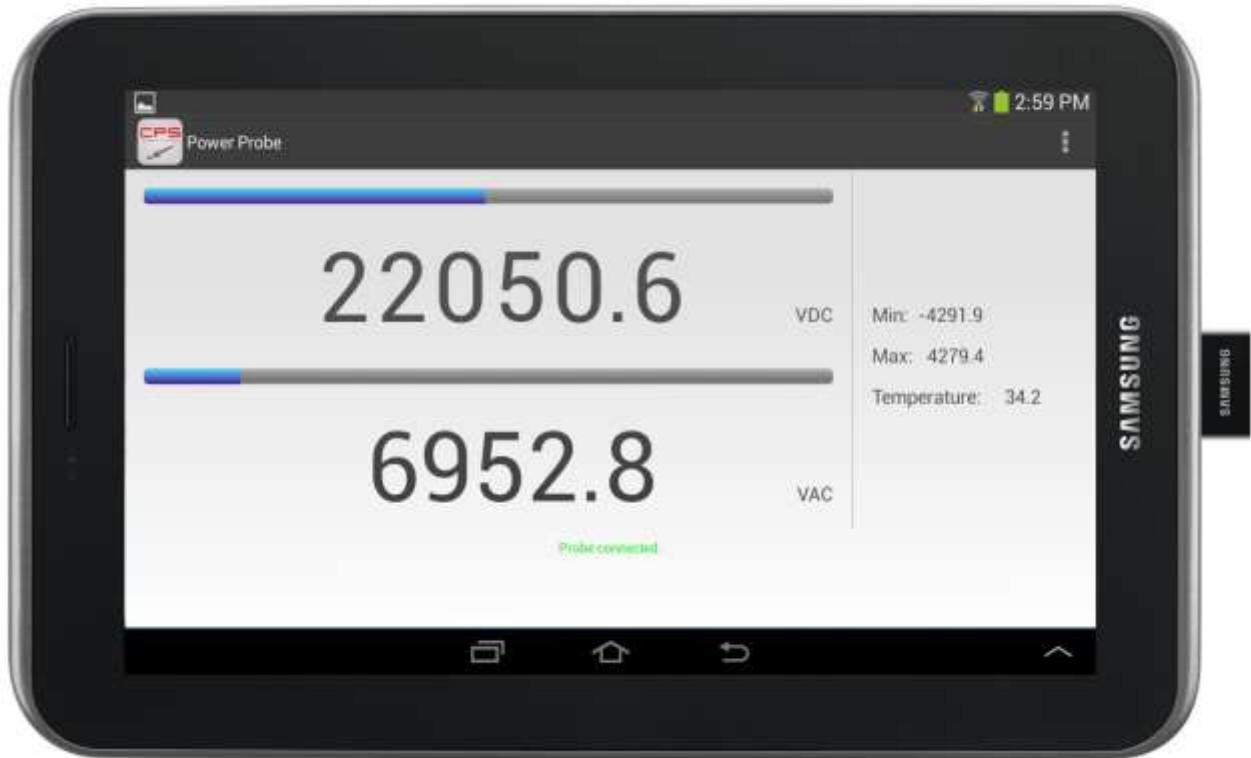 2:59 PM
CPS
Power Probe
22050.6 VDC
6952.8 VAC
Probe connected
Min: -4291.9
Max: 4279.4
Temperature: 34.2
SAMSUNG
SAMSUNG